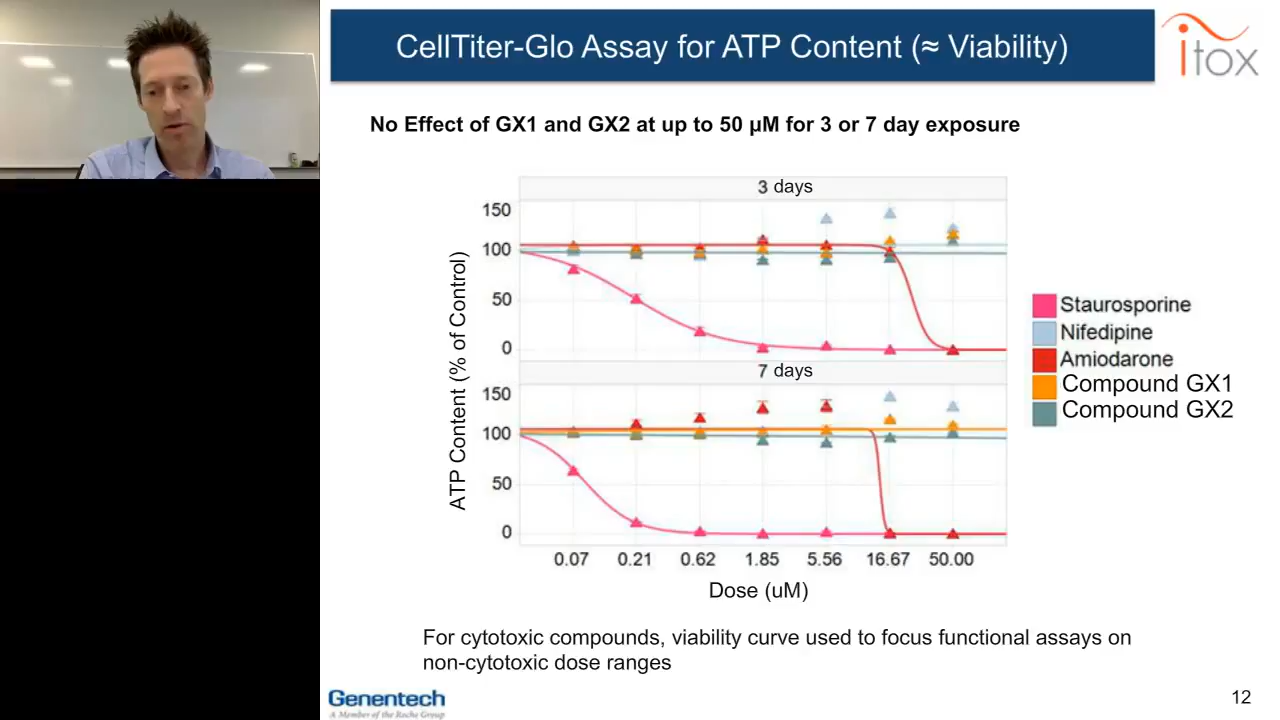 CellTiter-Glo Assay for ATP Content (≈ Viability)
itox
No Effect of GX1 and GX2 at up to 50 µM for 3 or 7 day exposure
3 days
150
100
50
0
7 days
150
100
50
0
ATP Content (% of Control)
0.07 0.21 0.62 1.85 5.56 16.67 50.00
Dose (uM)
Staurosporine
Nifedipine
Amiodarone
Compound GX1
Compound GX2
For cytotoxic compounds, viability curve used to focus functional assays on
non-cytotoxic dose ranges
Genentech
A Member of the Roche Group
12